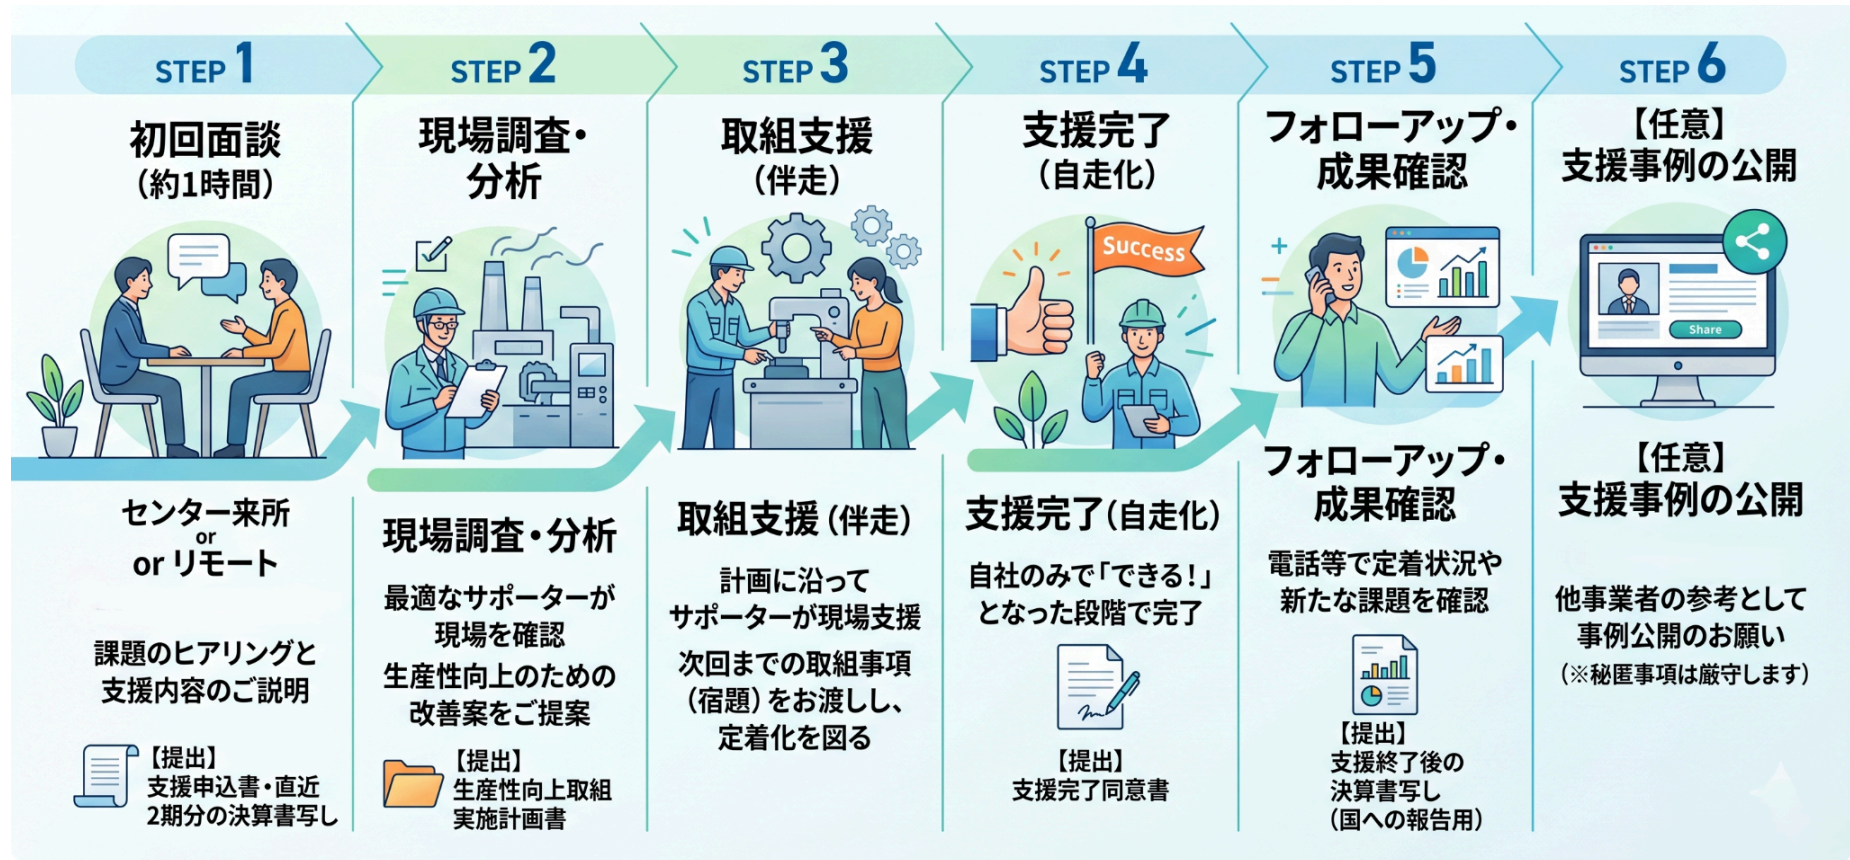 STEP 1
初回面談
（約1時間）
センター来所
or
or リモート
課題のヒアリングと
支援内容のご説明
【提出】
支援申込書・直近
2期分の決算書写し
STEP 2
現場調査・
分析
現場調査・分析
最適なサポーターが
現場を確認
生産性向上のための
改善案をご提案
【提出】
生産性向上取組
実施計画書
STEP 3
取組支援
（伴走）
取組支援（伴走）
計画に沿って
サポーターが現場支援
次回までの取組事項
（宿題）をお渡しし、
定着化を図る
STEP 4
支援完了
（自走化）
Success
支援完了（自走化）
自社のみで「できる！」
となった段階で完了
【提出】
支援完了同意書
STEP 5
フォローアップ・
成果確認
フォローアップ・
成果確認
電話等で定着状況や
新たな課題を確認
【提出】
支援終了後の
決算書写し
（国への報告用）
STEP 6
【任意】
支援事例の公開
Share
【任意】
支援事例の公開
他事業者の参考として
事例公開のお願い
（※秘匿事項は厳守します）